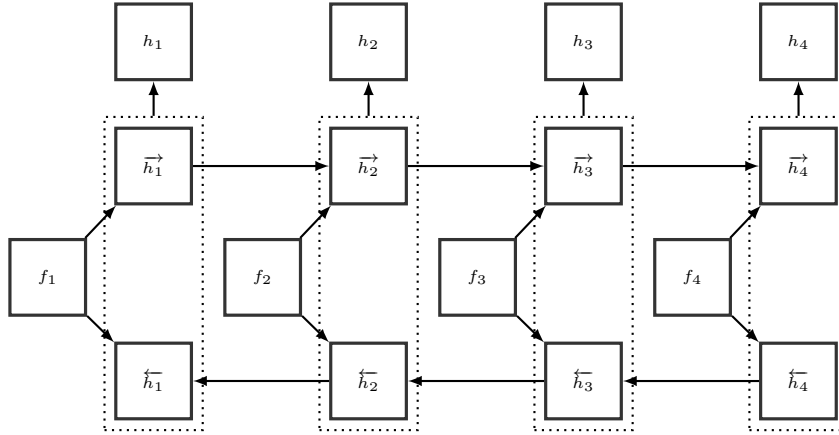 h₁ h₂ h₃ h₄
→h₁ →h₂ →h₃ →h₄
f₁ f₂ f₃ f₄
←h₁ ←h₂ ←h₃ ←h₄